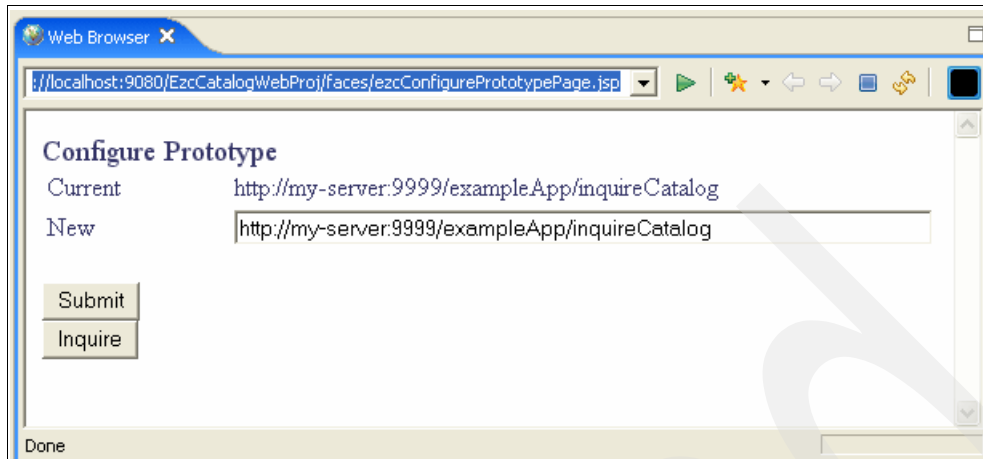 Web Browser
://localhost:9080/EzcCatalogWebProj/faces/ezcConfigurePrototypePage.jsp
Configure Prototype
Current http://my-server:9999/exampleApp/inquireCatalog
New http://my-server:9999/exampleApp/inquireCatalog
Submit
Inquire
Done